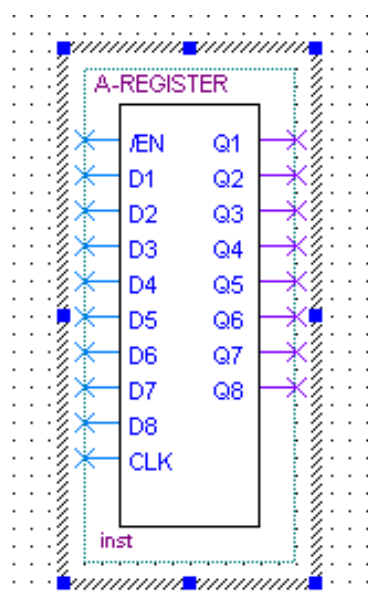 A-REGISTER
/EN Q1
D1 Q2
D2 Q3
D3 Q4
D4 Q5
D5 Q6
D6 Q7
D7 Q8
D8
CLK
inst